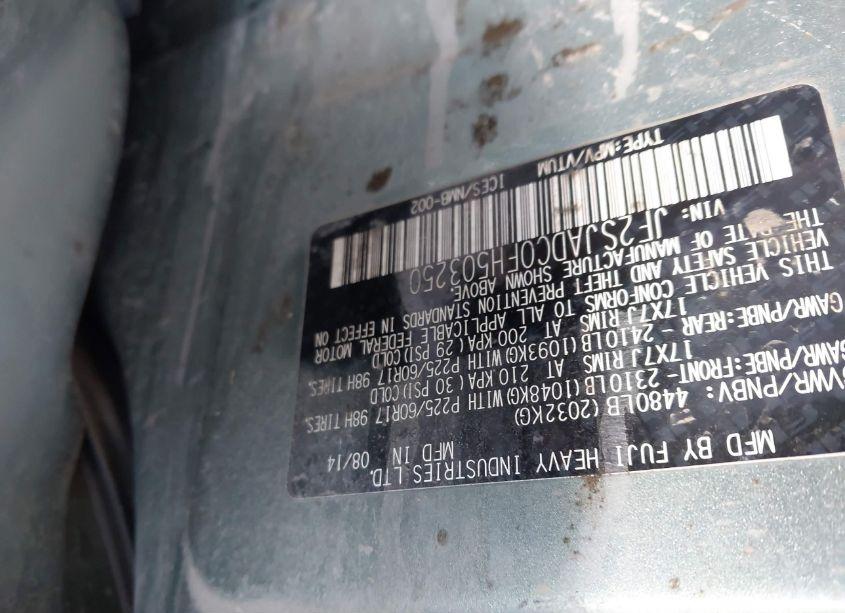 MFD BY FUJI HEAVY INDUSTRIES LTD.
MFD IN 08/14
GVWR/PNBV: 4480LB (2032KG)
GAWR/PNBE:FRONT- 2310LB(1048KG)WITH P225/60R17 98H TIRES,
17X7J RIMS AT 210 KPA( 30 PSI)COLD
GAWR/PNBE:REAR - 2410LB(1093KG)WITH P225/60R17 98H TIRES,
17X7J RIMS AT 200 KPA( 29 PSI)COLD
THIS VEHICLE CONFORMS TO ALL APPLICABLE FEDERAL MOTOR
VEHICLE SAFETY AND THEFT PREVENTION STANDARDS IN EFFECT ON
THE DATE OF MANUFACTURE SHOWN ABOVE.
VIN: JF2SJADC0FH503250
TYPE:MPV/VTUM ICES/NMB-002